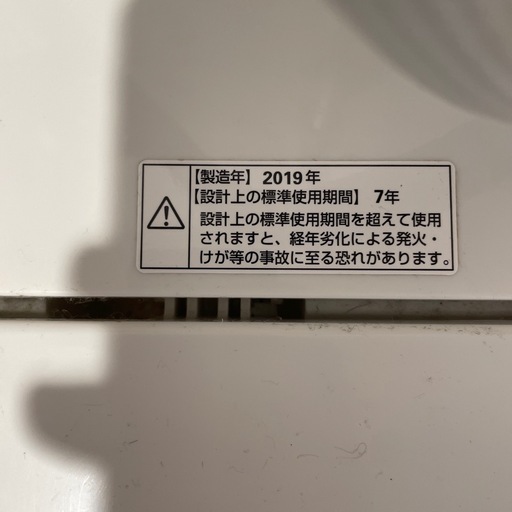 【製造年】 2019年
【設計上の標準使用期間】 7年
設計上の標準使用期間を超えて使用
されますと、経年劣化による発火・
けが等の事故に至る恐れがあります。